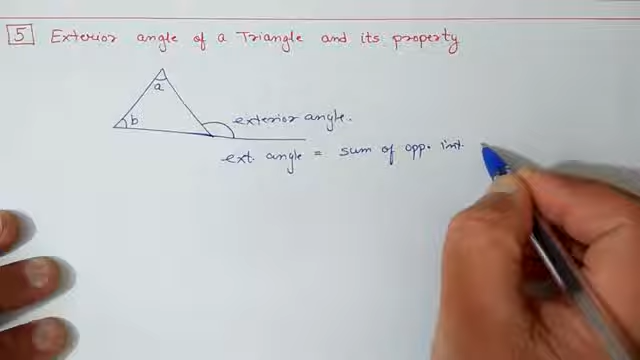 5 Exterior angle of a Triangle and its property
a
b
exterior angle.
ext. angle = sum of opp. int.